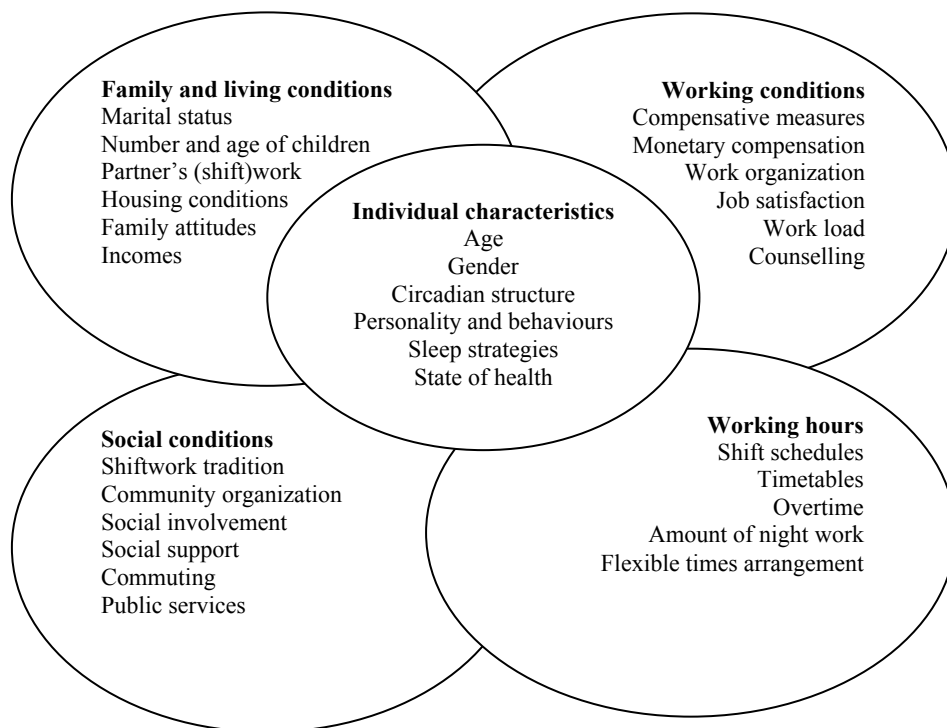 Family and living conditions
Marital status
Number and age of children
Partner’s (shift)work
Housing conditions
Family attitudes
Incomes
Working conditions
Compensative measures
Monetary compensation
Work organization
Job satisfaction
Work load
Counselling
Individual characteristics
Age
Gender
Circadian structure
Personality and behaviours
Sleep strategies
State of health
Social conditions
Shiftwork tradition
Community organization
Social involvement
Social support
Commuting
Public services
Working hours
Shift schedules
Timetables
Overtime
Amount of night work
Flexible times arrangement